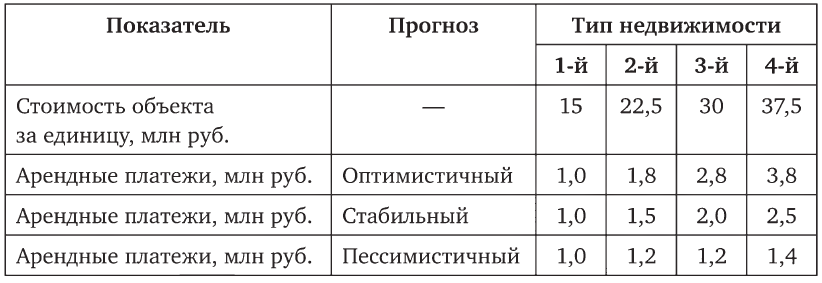 Показатель Прогноз Тип недвижимости
1-й 2-й 3-й 4-й
Стоимость объекта
за единицу, млн руб. — 15 22,5 30 37,5
Арендные платежи, млн руб. Оптимистичный 1,0 1,8 2,8 3,8
Арендные платежи, млн руб. Стабильный 1,0 1,5 2,0 2,5
Арендные платежи, млн руб. Пессимистичный 1,0 1,2 1,2 1,4